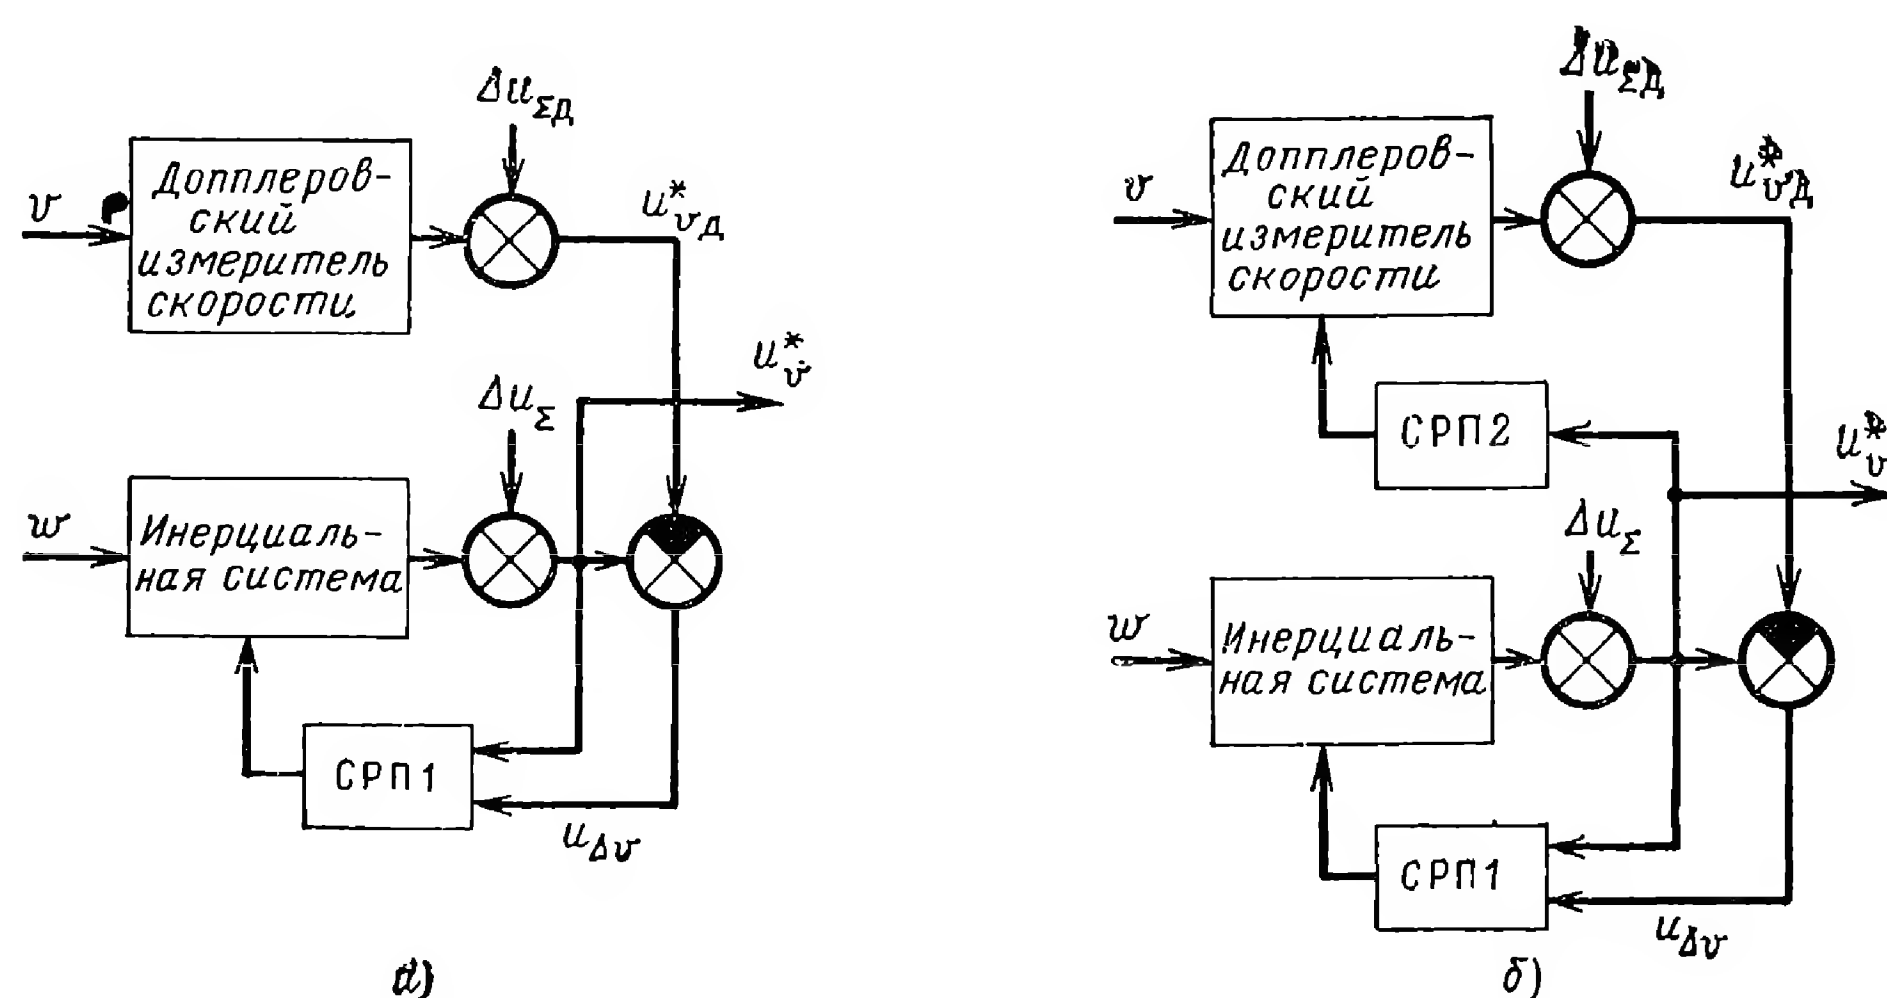 Δu_ΣД
v
Допплеров-
ский
измеритель
скорости
u*_vД
u*_v
Δu_Σ
w
Инерциаль-
ная система
СРП1
u_Δv
а)
Δu_ΣД
v
Допплеров-
ский
измеритель
скорости
u*_vД
СРП2
u*_v
Δu_Σ
w
Инерциаль-
ная система
СРП1
u_Δv
б)